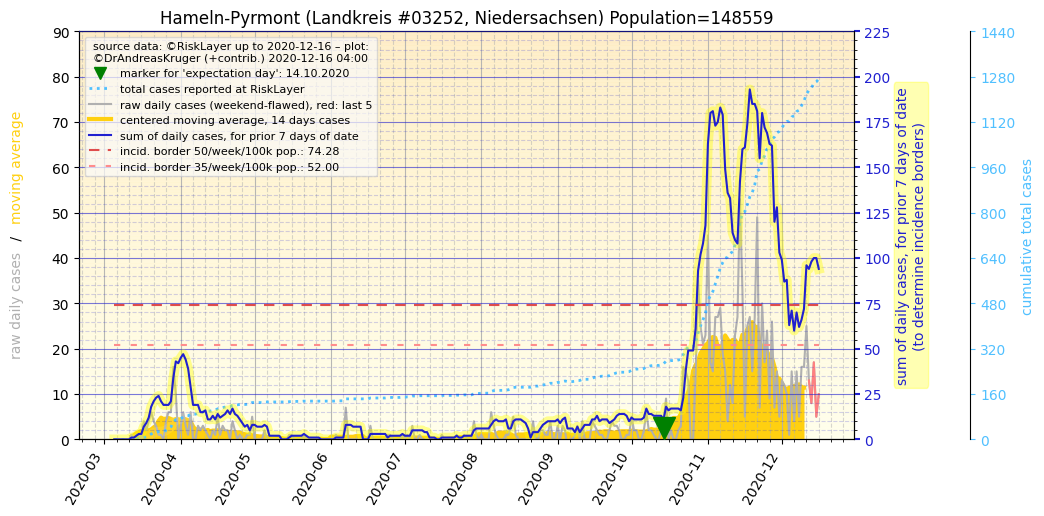 Hameln-Pyrmont (Landkreis #03252, Niedersachsen) Population=148559
source data: ©RiskLayer up to 2020-12-16 – plot:
©DrAndreasKruger (+contrib.) 2020-12-16 04:00
marker for 'expectation day': 14.10.2020
total cases reported at RiskLayer
raw daily cases (weekend-flawed), red: last 5
centered moving average, 14 days cases
sum of daily cases, for prior 7 days of date
incid. border 50/week/100k pop.: 74.28
incid. border 35/week/100k pop.: 52.00
raw daily cases / moving average
90
80
70
60
50
40
30
20
10
0
225
200
175
150
125
100
75
50
25
0
sum of daily cases, for prior 7 days of date
(to determine incidence borders)
1440
1280
1120
960
800
640
480
320
160
0
cumulative total cases
2020-03
2020-04
2020-05
2020-06
2020-07
2020-08
2020-09
2020-10
2020-11
2020-12